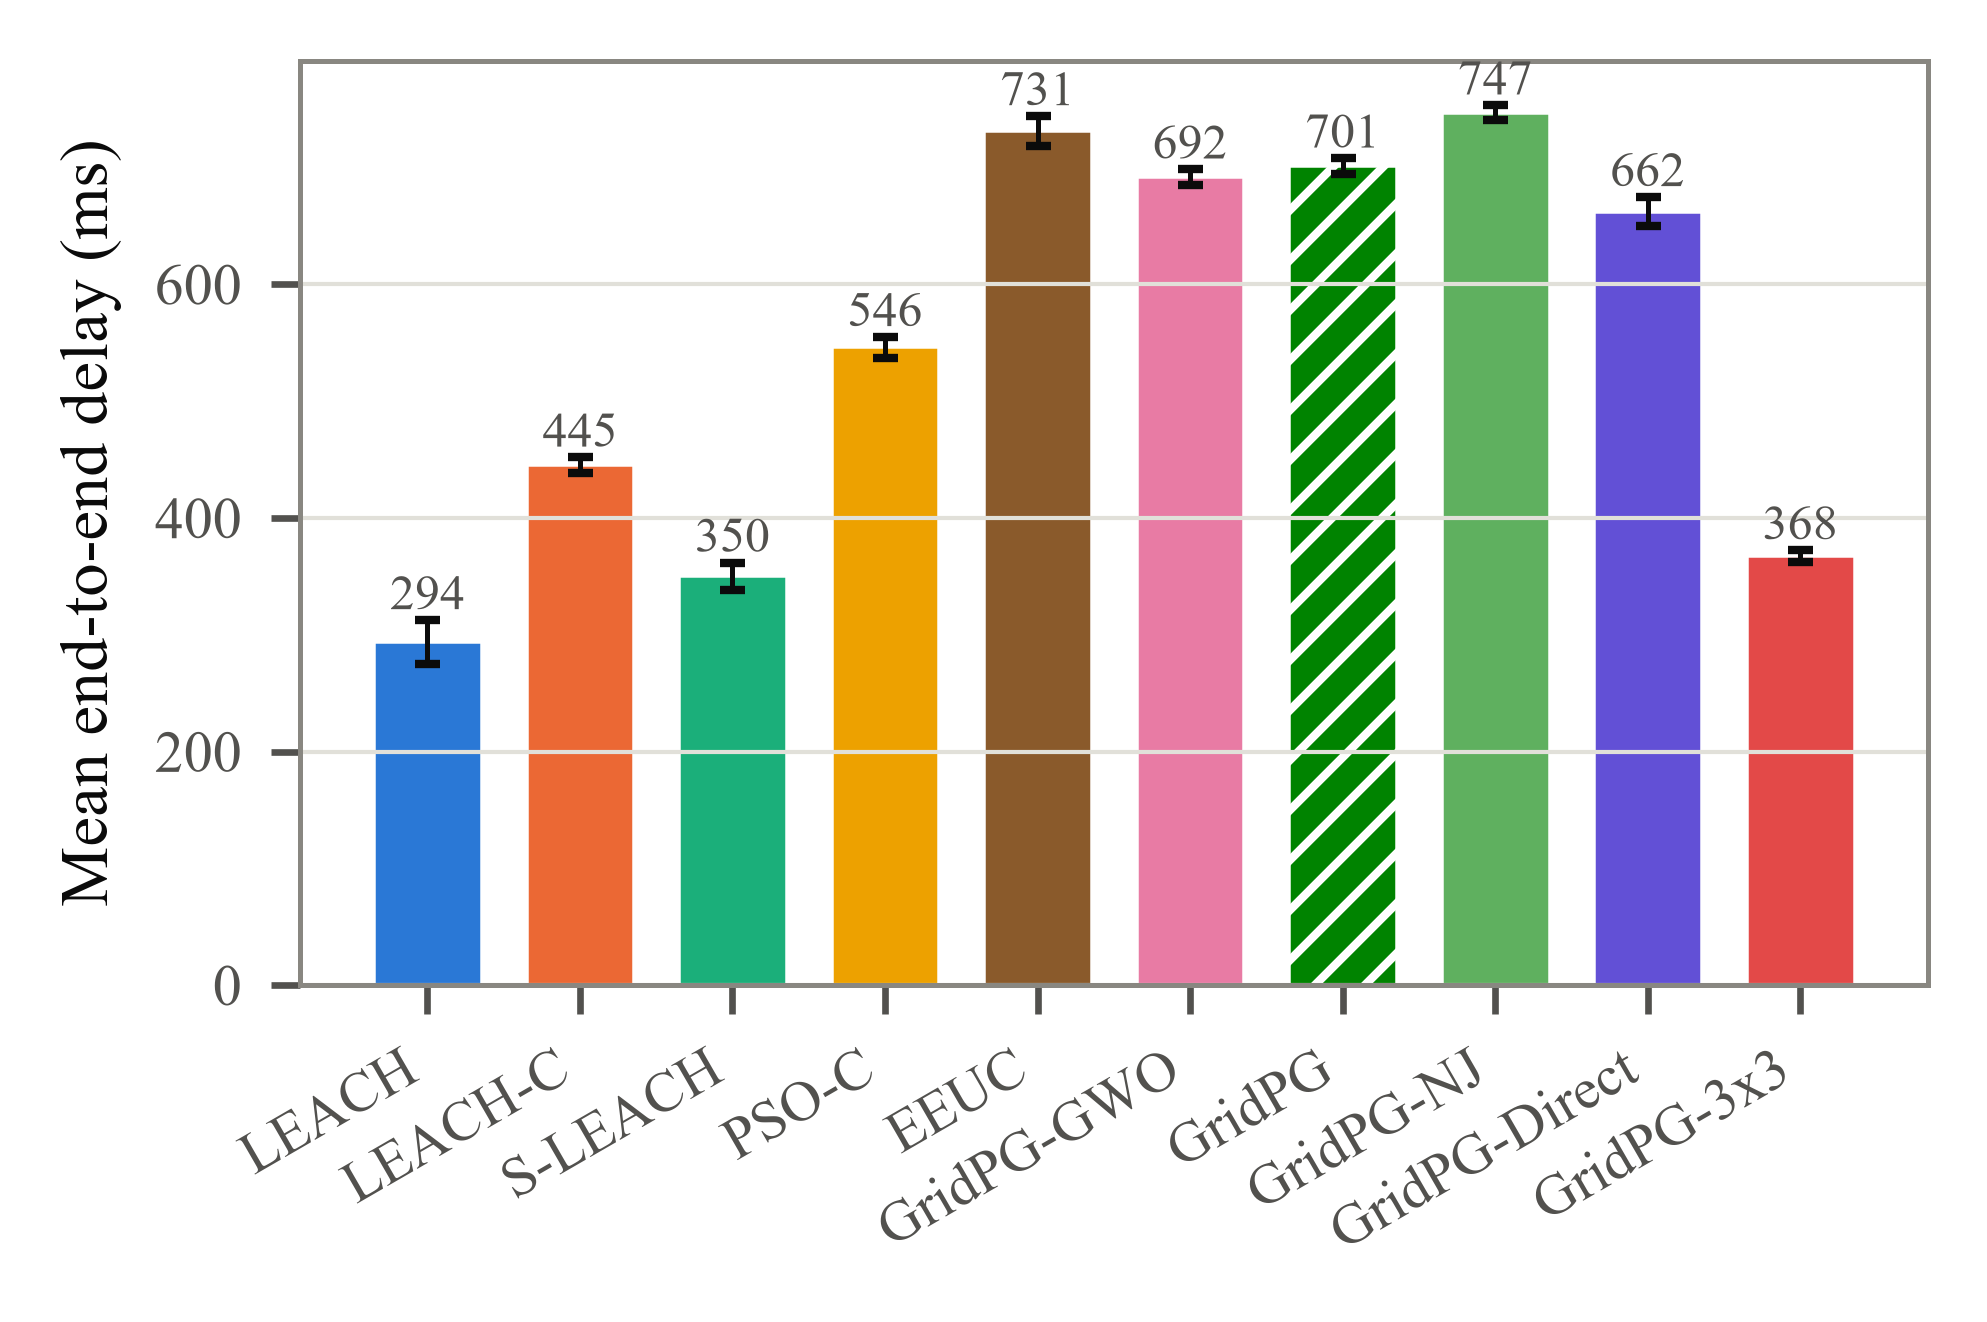 Mean end-to-end delay (ms)
600
400
200
0
294
445
350
546
731
692
701
747
662
368
LEACH
LEACH-C
S-LEACH
PSO-C
EEUC
GridPG-GWO
GridPG
GridPG-NJ
GridPG-Direct
GridPG-3x3